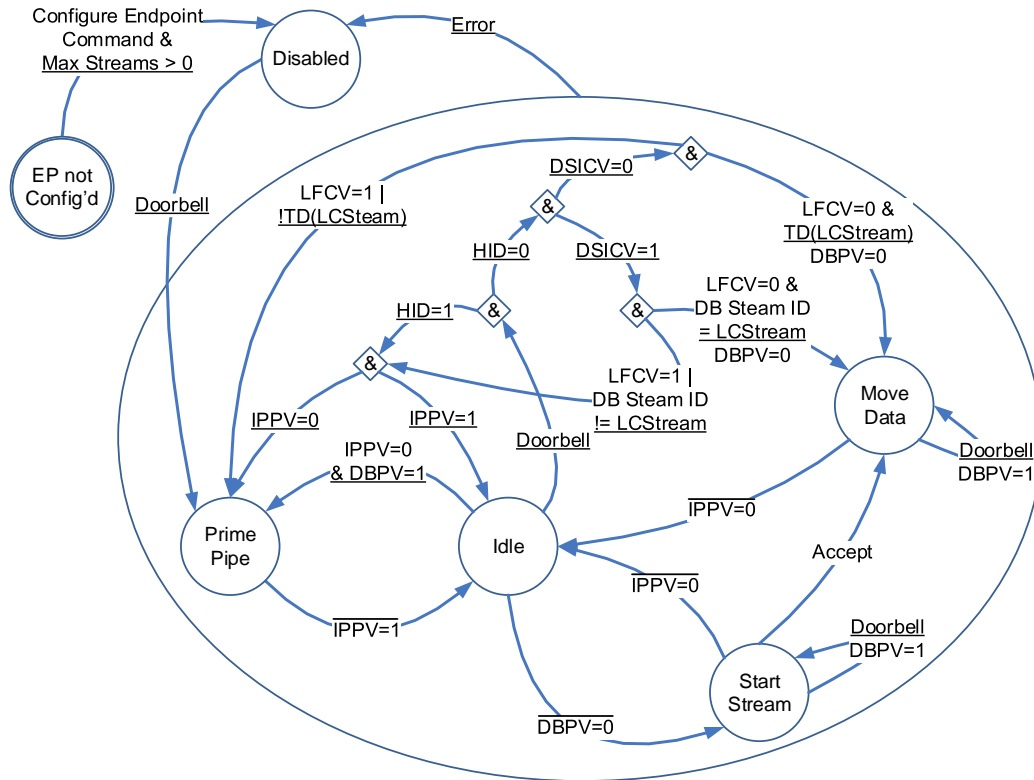 Configure Endpoint
Command &
Max Streams > 0
Disabled
Error
EP not
Config'd
Doorbell
LFCV=1 |
!TD(LCSteam)
DSICV=0
&
&
LFCV=0 &
TD(LCStream)
DBPV=0
HID=0
DSICV=1
HID=1
&
&
LFCV=0 &
DB Steam ID
= LCStream
DBPV=0
&
LFCV=1 |
DB Steam ID
!= LCStream
IPPV=0
IPPV=1
Doorbell
Move
Data
Doorbell
DBPV=1
IPPV=0
& DBPV=1
IPPV=0
Prime
Pipe
Idle
Accept
IPPV=0
IPPV=1
Doorbell
DBPV=1
Start
Stream
DBPV=0